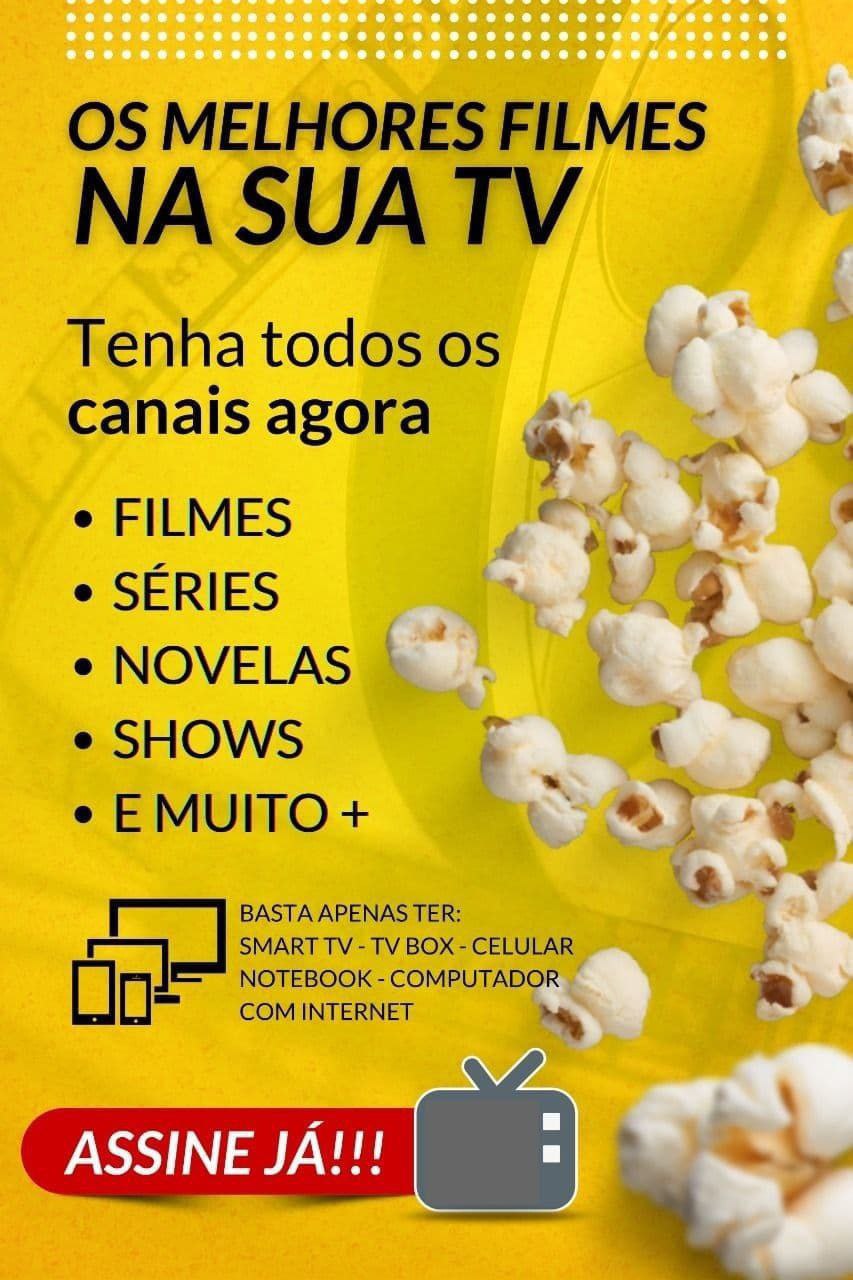 OS MELHORES FILMES
NA SUA TV
Tenha todos os
canais agora
• FILMES
• SÉRIES
• NOVELAS
• SHOWS
• E MUITO +
BASTA APENAS TER:
SMART TV - TV BOX - CELULAR
NOTEBOOK - COMPUTADOR
COM INTERNET
ASSINE JÁ!!!